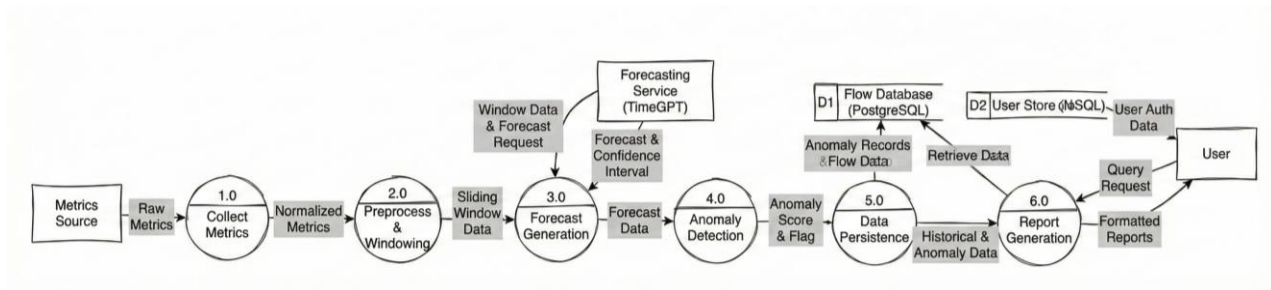 Metrics
Source
Raw
Metrics
1.0
Collect
Metrics
Normalized
Metrics
2.0
Preprocess
&
Windowing
Sliding
Window
Data
Window Data
& Forecast
Request
Forecasting
Service
(TimeGPT)
Forecast &
Confidence
Interval
3.0
Forecast
Generation
Forecast
Data
4.0
Anomaly
Detection
Anomaly
Score
& Flag
D1
Flow Database
(PostgreSQL)
Anomaly Records
& Flow Data
5.0
Data
Persistence
Retrieve Data
Historical &
Anomaly Data
6.0
Report
Generation
D2
User Store (NoSQL)
User Auth
Data
User
Query
Request
Formatted
Reports